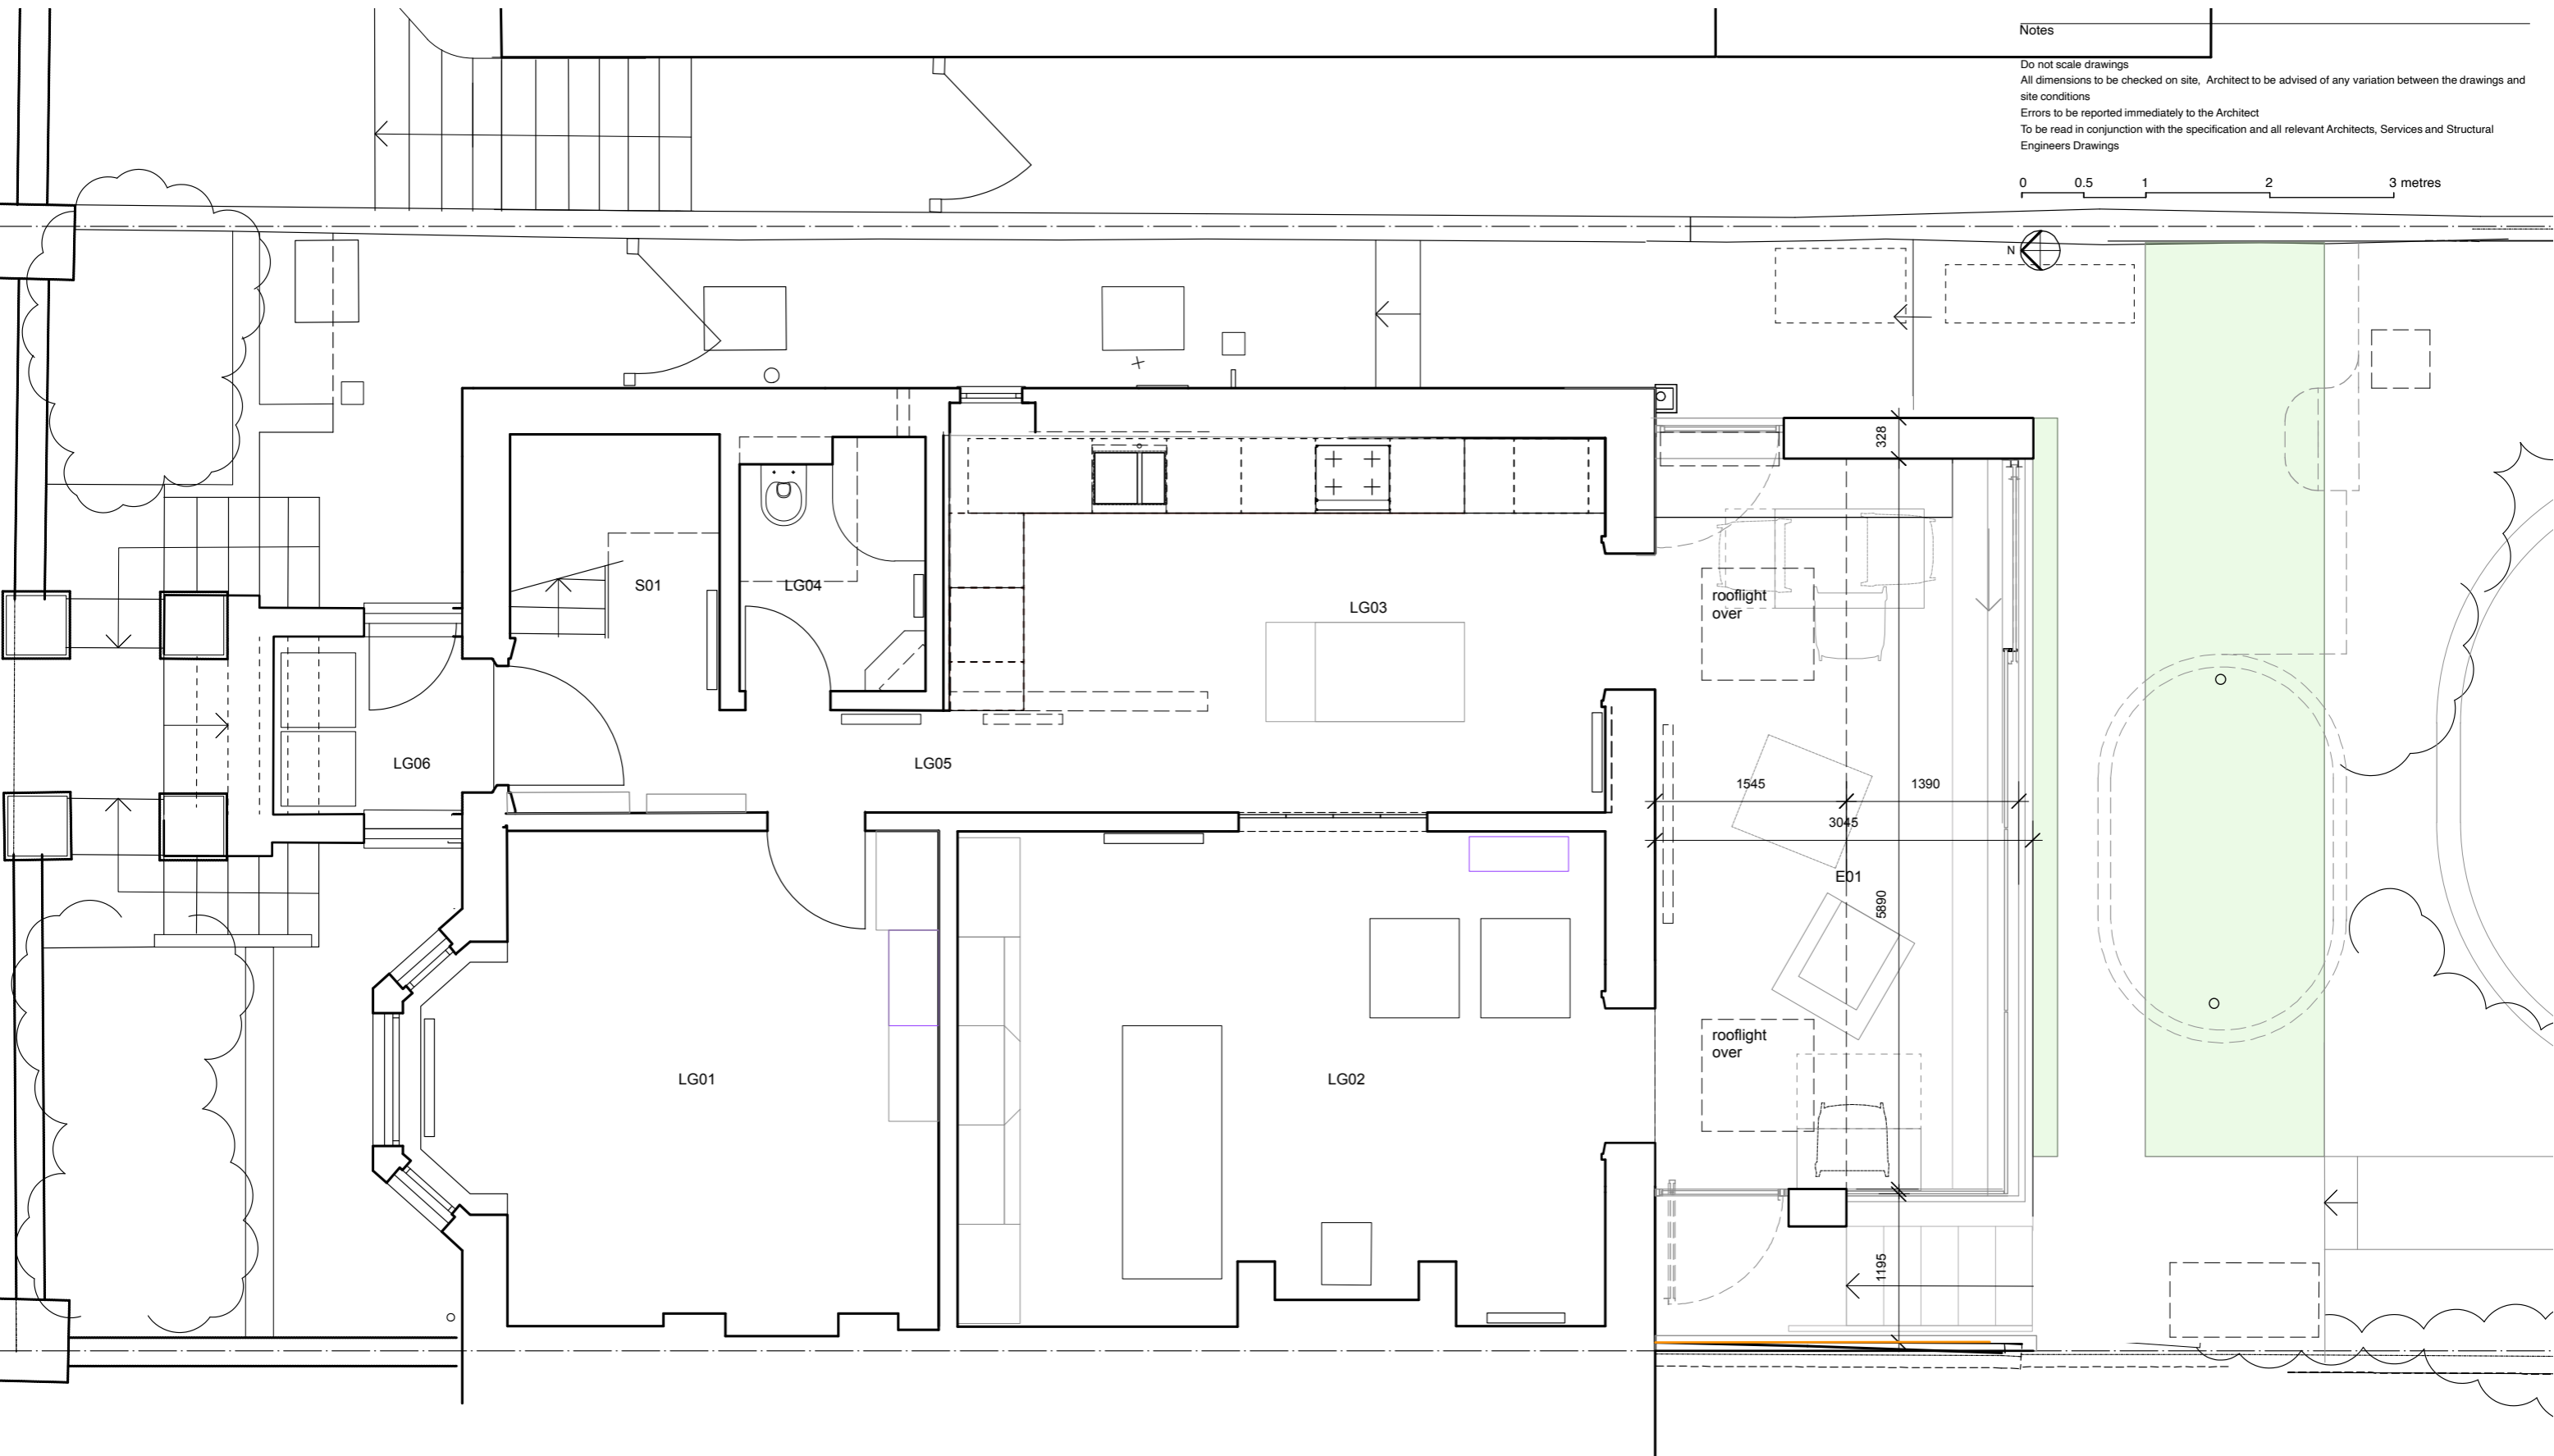 Notes
Do not scale drawings
All dimensions to be checked on site, Architect to be advised of any variation between the drawings and
site conditions
Errors to be reported immediately to the Architect
To be read in conjunction with the specification and all relevant Architects, Services and Structural
Engineers Drawings
0 0.5 1 2 3 metres
N
328
S01
LG04
LG03
rooflight
over
LG06
LG05
1545
1390
3045
E01
5890
rooflight
over
LG01
LG02
1195